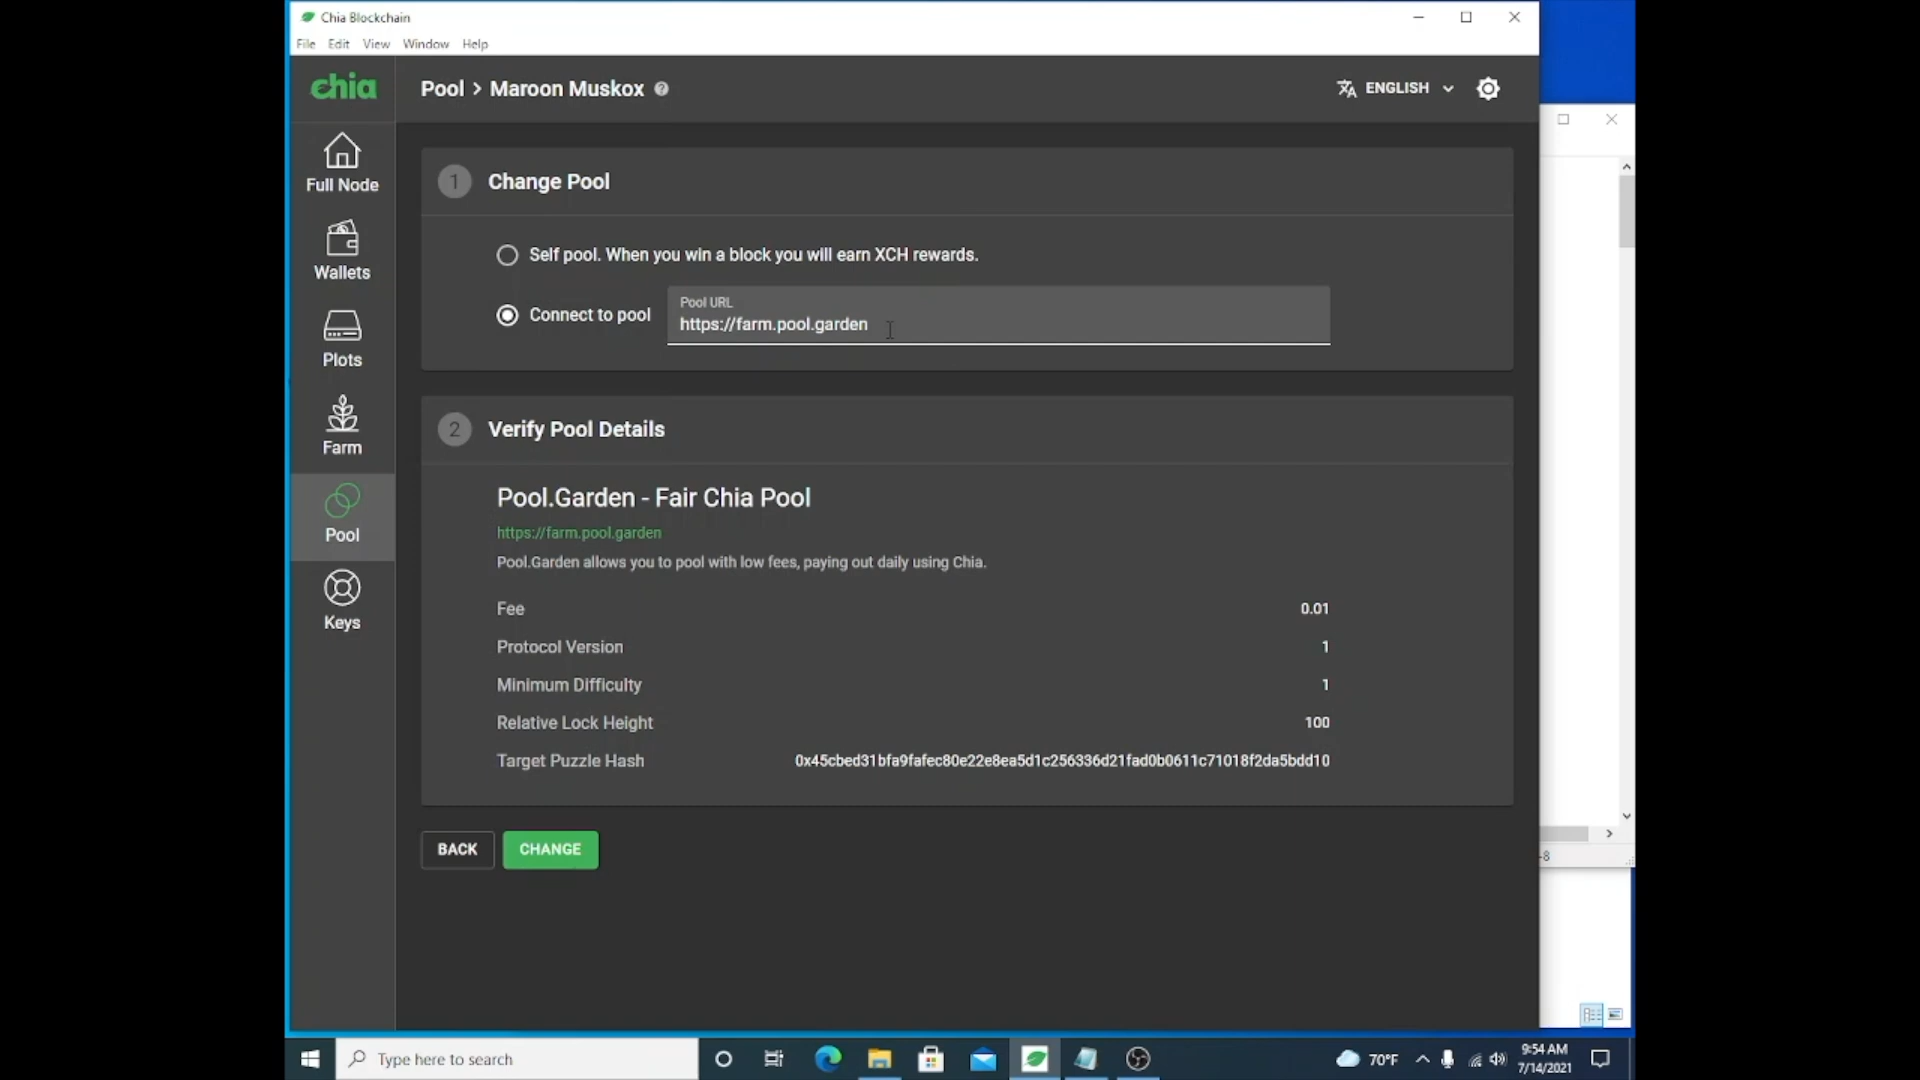 Chia Blockchain
File Edit View Window Help
chia
Pool > Maroon Muskox
ENGLISH
Full Node
Wallets
Plots
Farm
Pool
Keys
1 Change Pool
Self pool. When you win a block you will earn XCH rewards.
Connect to pool
Pool URL
https://farm.pool.garden
2 Verify Pool Details
Pool.Garden - Fair Chia Pool
https://farm.pool.garden
Pool.Garden allows you to pool with low fees, paying out daily using Chia.
Fee 0.01
Protocol Version 1
Minimum Difficulty 1
Relative Lock Height 100
Target Puzzle Hash 0x45cbed31bfa9fafec80e22e8ea5d1c256336d21fad0b0611c71018f2da5bdd10
BACK CHANGE
-8
Type here to search
70°F
9:54 AM
7/14/2021